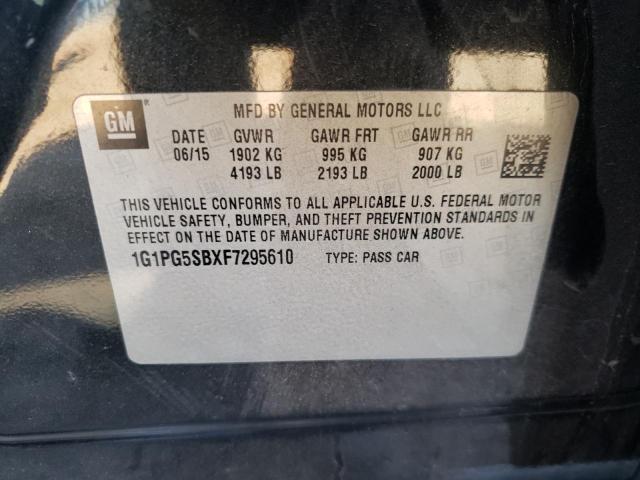 GM ® MFD BY GENERAL MOTORS LLC
DATE GVWR GAWR FRT GAWR RR
06/15 1902 KG 995 KG 907 KG
4193 LB 2193 LB 2000 LB
THIS VEHICLE CONFORMS TO ALL APPLICABLE U.S. FEDERAL MOTOR
VEHICLE SAFETY, BUMPER, AND THEFT PREVENTION STANDARDS IN
EFFECT ON THE DATE OF MANUFACTURE SHOWN ABOVE.
1G1PG5SBXF7295610 TYPE: PASS CAR